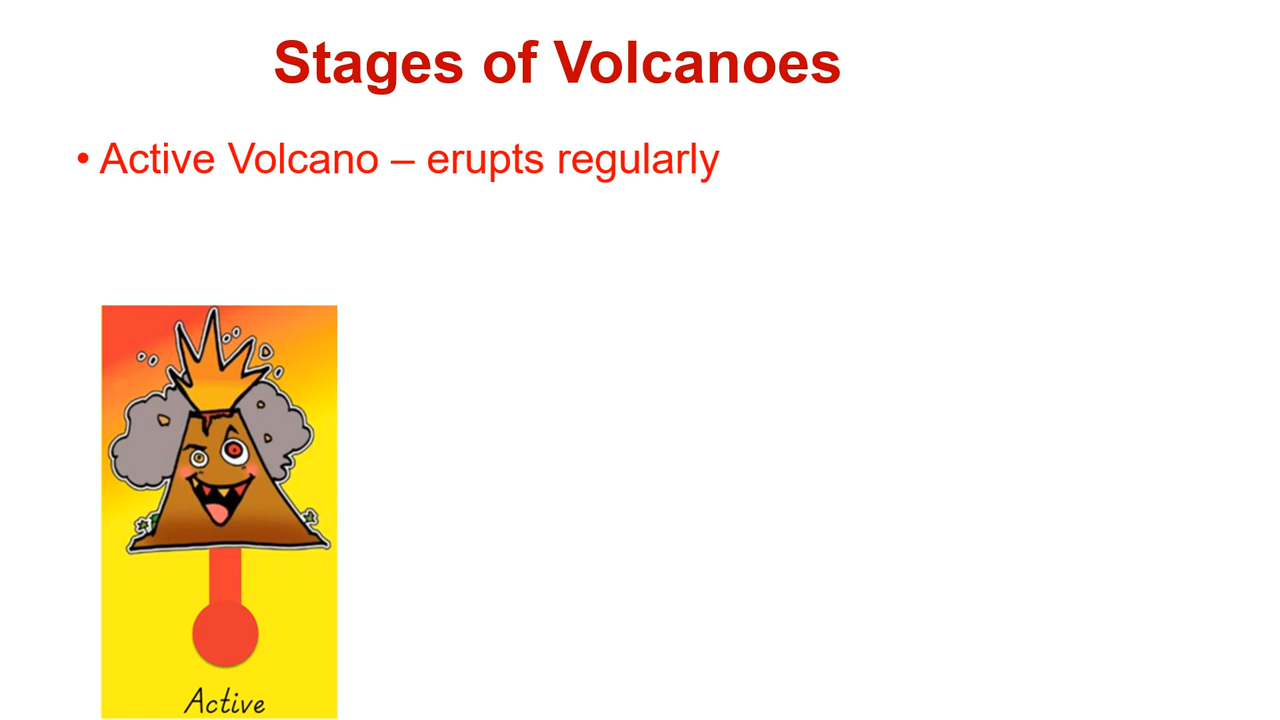 Stages of Volcanoes
• Active Volcano – erupts regularly
Active